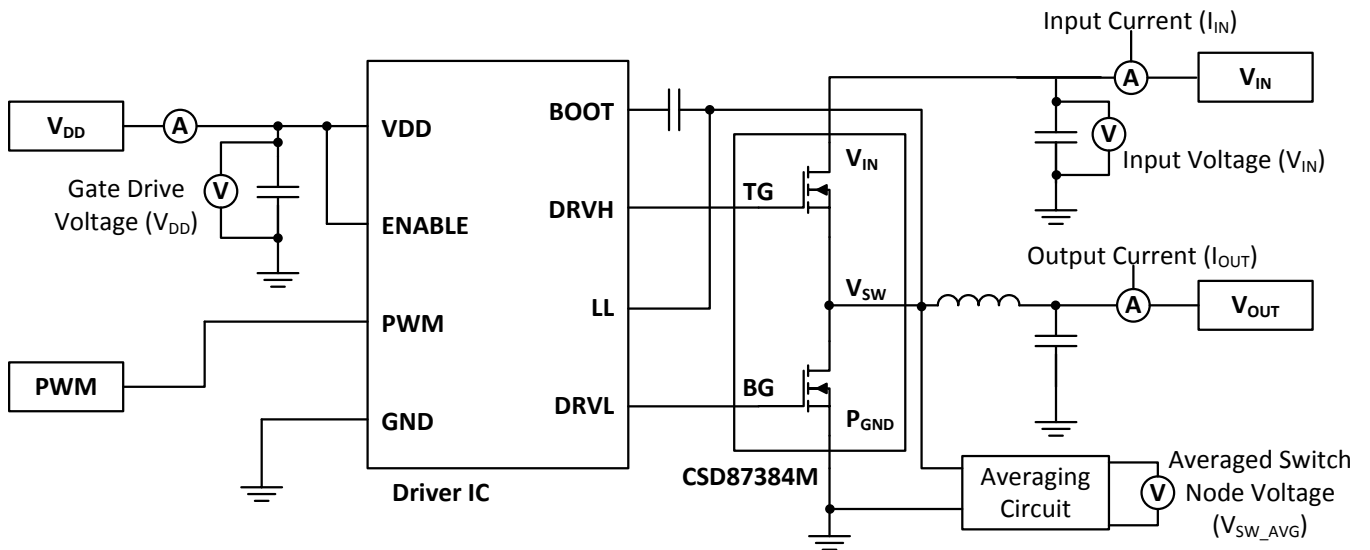 Input Current (I_IN)
A
V_IN
V_DD
A
VDD
BOOT
V
Input Voltage (V_IN)
V_IN
Gate Drive
Voltage (V_DD)
V
TG
ENABLE
DRVH
Output Current (I_OUT)
V_SW
A
V_OUT
LL
PWM
PWM
BG
DRVL
GND
P_GND
CSD87384M
Driver IC
Averaging
Circuit
V
Averaged Switch
Node Voltage
(V_SW_AVG)